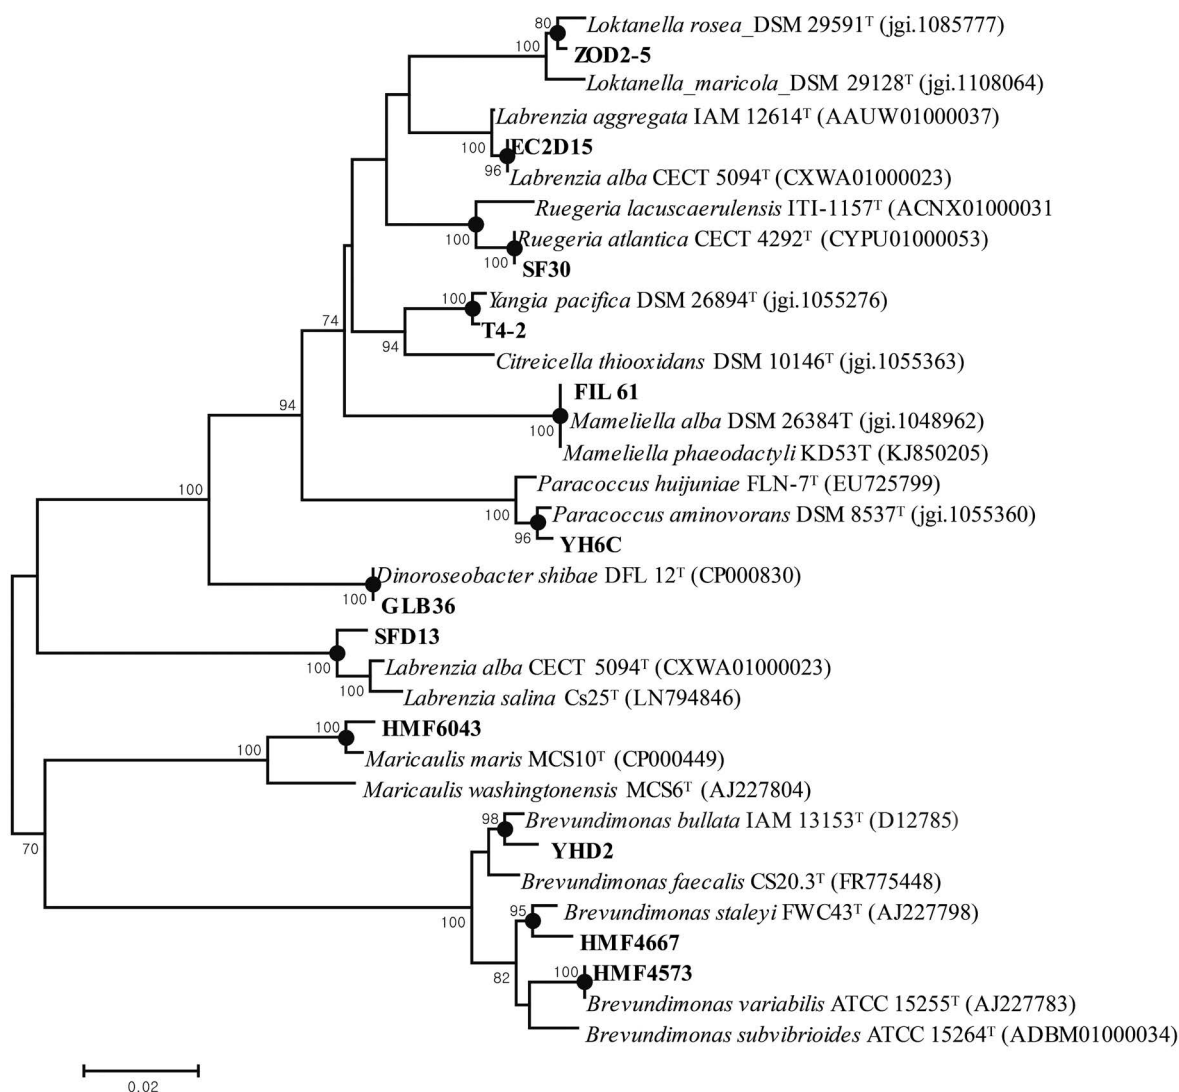 80
Loktanella rosea_DSM 29591ᵀ (jgi.1085777)
100
ZOD2-5
Loktanella_maricola_DSM 29128ᵀ (jgi.1108064)
Labrenzia aggregata IAM 12614ᵀ (AAUW01000037)
100
EC2D15
96
Labrenzia alba CECT 5094ᵀ (CXWA01000023)
Ruegeria lacuscaerulensis ITI-1157ᵀ (ACNX01000031
100
Ruegeria atlantica CECT 4292ᵀ (CYPU01000053)
100
SF30
100
Yangia pacifica DSM 26894ᵀ (jgi.1055276)
74
T4-2
94
Citreicella thiooxidans DSM 10146ᵀ (jgi.1055363)
FIL 61
94
Mameliella alba DSM 26384T (jgi.1048962)
100
Mameliella phaeodactyli KD53T (KJ850205)
Paracoccus huijuniae FLN-7ᵀ (EU725799)
100
100
Paracoccus aminovorans DSM 8537ᵀ (jgi.1055360)
96
YH6C
Dinoroseobacter shibae DFL 12ᵀ (CP000830)
100
GLB36
SFD13
100
Labrenzia alba CECT 5094ᵀ (CXWA01000023)
100
Labrenzia salina Cs25ᵀ (LN794846)
100
HMF6043
100
Maricaulis maris MCS10ᵀ (CP000449)
Maricaulis washingtonensis MCS6ᵀ (AJ227804)
98
Brevundimonas bullata IAM 13153ᵀ (D12785)
70
YHD2
Brevundimonas faecalis CS20.3ᵀ (FR775448)
100
95
Brevundimonas staleyi FWC43ᵀ (AJ227798)
HMF4667
82
100
HMF4573
Brevundimonas variabilis ATCC 15255ᵀ (AJ227783)
Brevundimonas subvibrioides ATCC 15264ᵀ (ADBM01000034)
0.02